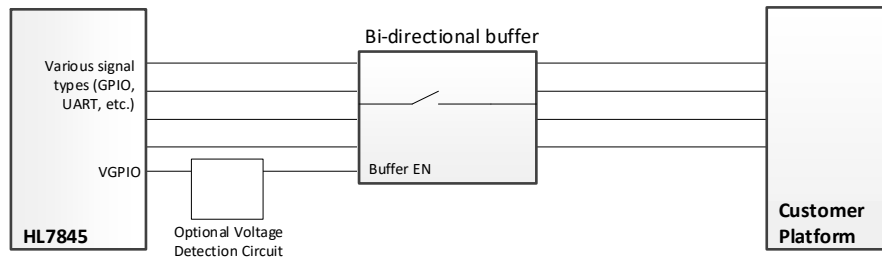 Bi-directional buffer
Various signal
types (GPIO,
UART, etc.)
VGPIO
Buffer EN
HL7845
Optional Voltage
Detection Circuit
Customer
Platform